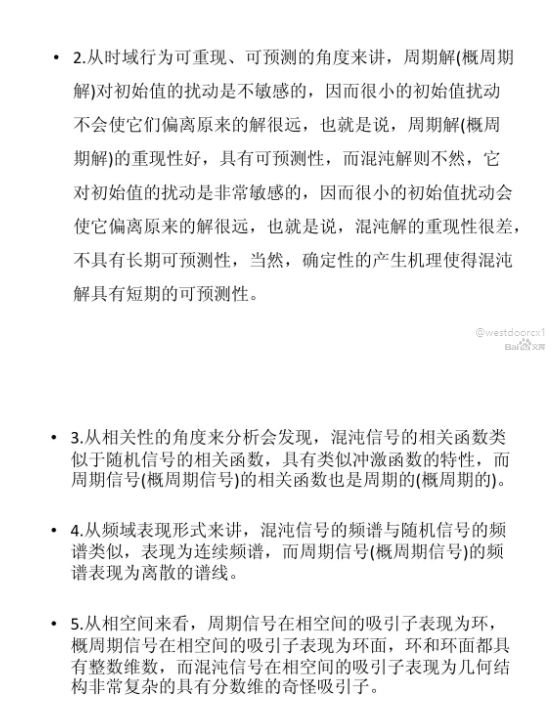 • 2.从时域行为可重现、可预测的角度来讲，周期解(概周期
解)对初始值的扰动是不敏感的，因而很小的初始值扰动
不会使它们偏离原来的解很远，也就是说，周期解(概周
期解)的重现性好，具有可预测性，而混沌解则不然，它
对初始值的扰动是非常敏感的，因而很小的初始值扰动会
使它偏离原来的解很远，也就是说，混沌解的重现性很差，
不具有长期可预测性，当然，确定性的产生机理使得混沌
解具有短期的可预测性。
@westdoorcx1
Bai文库
• 3.从相关性的角度来分析会发现，混沌信号的相关函数类
似于随机信号的相关函数，具有类似冲激函数的特性，而
周期信号(概周期信号)的相关函数也是周期的(概周期的)。
• 4.从频域表现形式来讲，混沌信号的频谱与随机信号的频
谱类似，表现为连续频谱，而周期信号(概周期信号)的频
谱表现为离散的谱线。
• 5.从相空间来看，周期信号在相空间的吸引子表现为环，
概周期信号在相空间的吸引子表现为环面，环和环面都具
有整数维数，而混沌信号在相空间的吸引子表现为几何结
构非常复杂的具有分数维的奇怪吸引子。